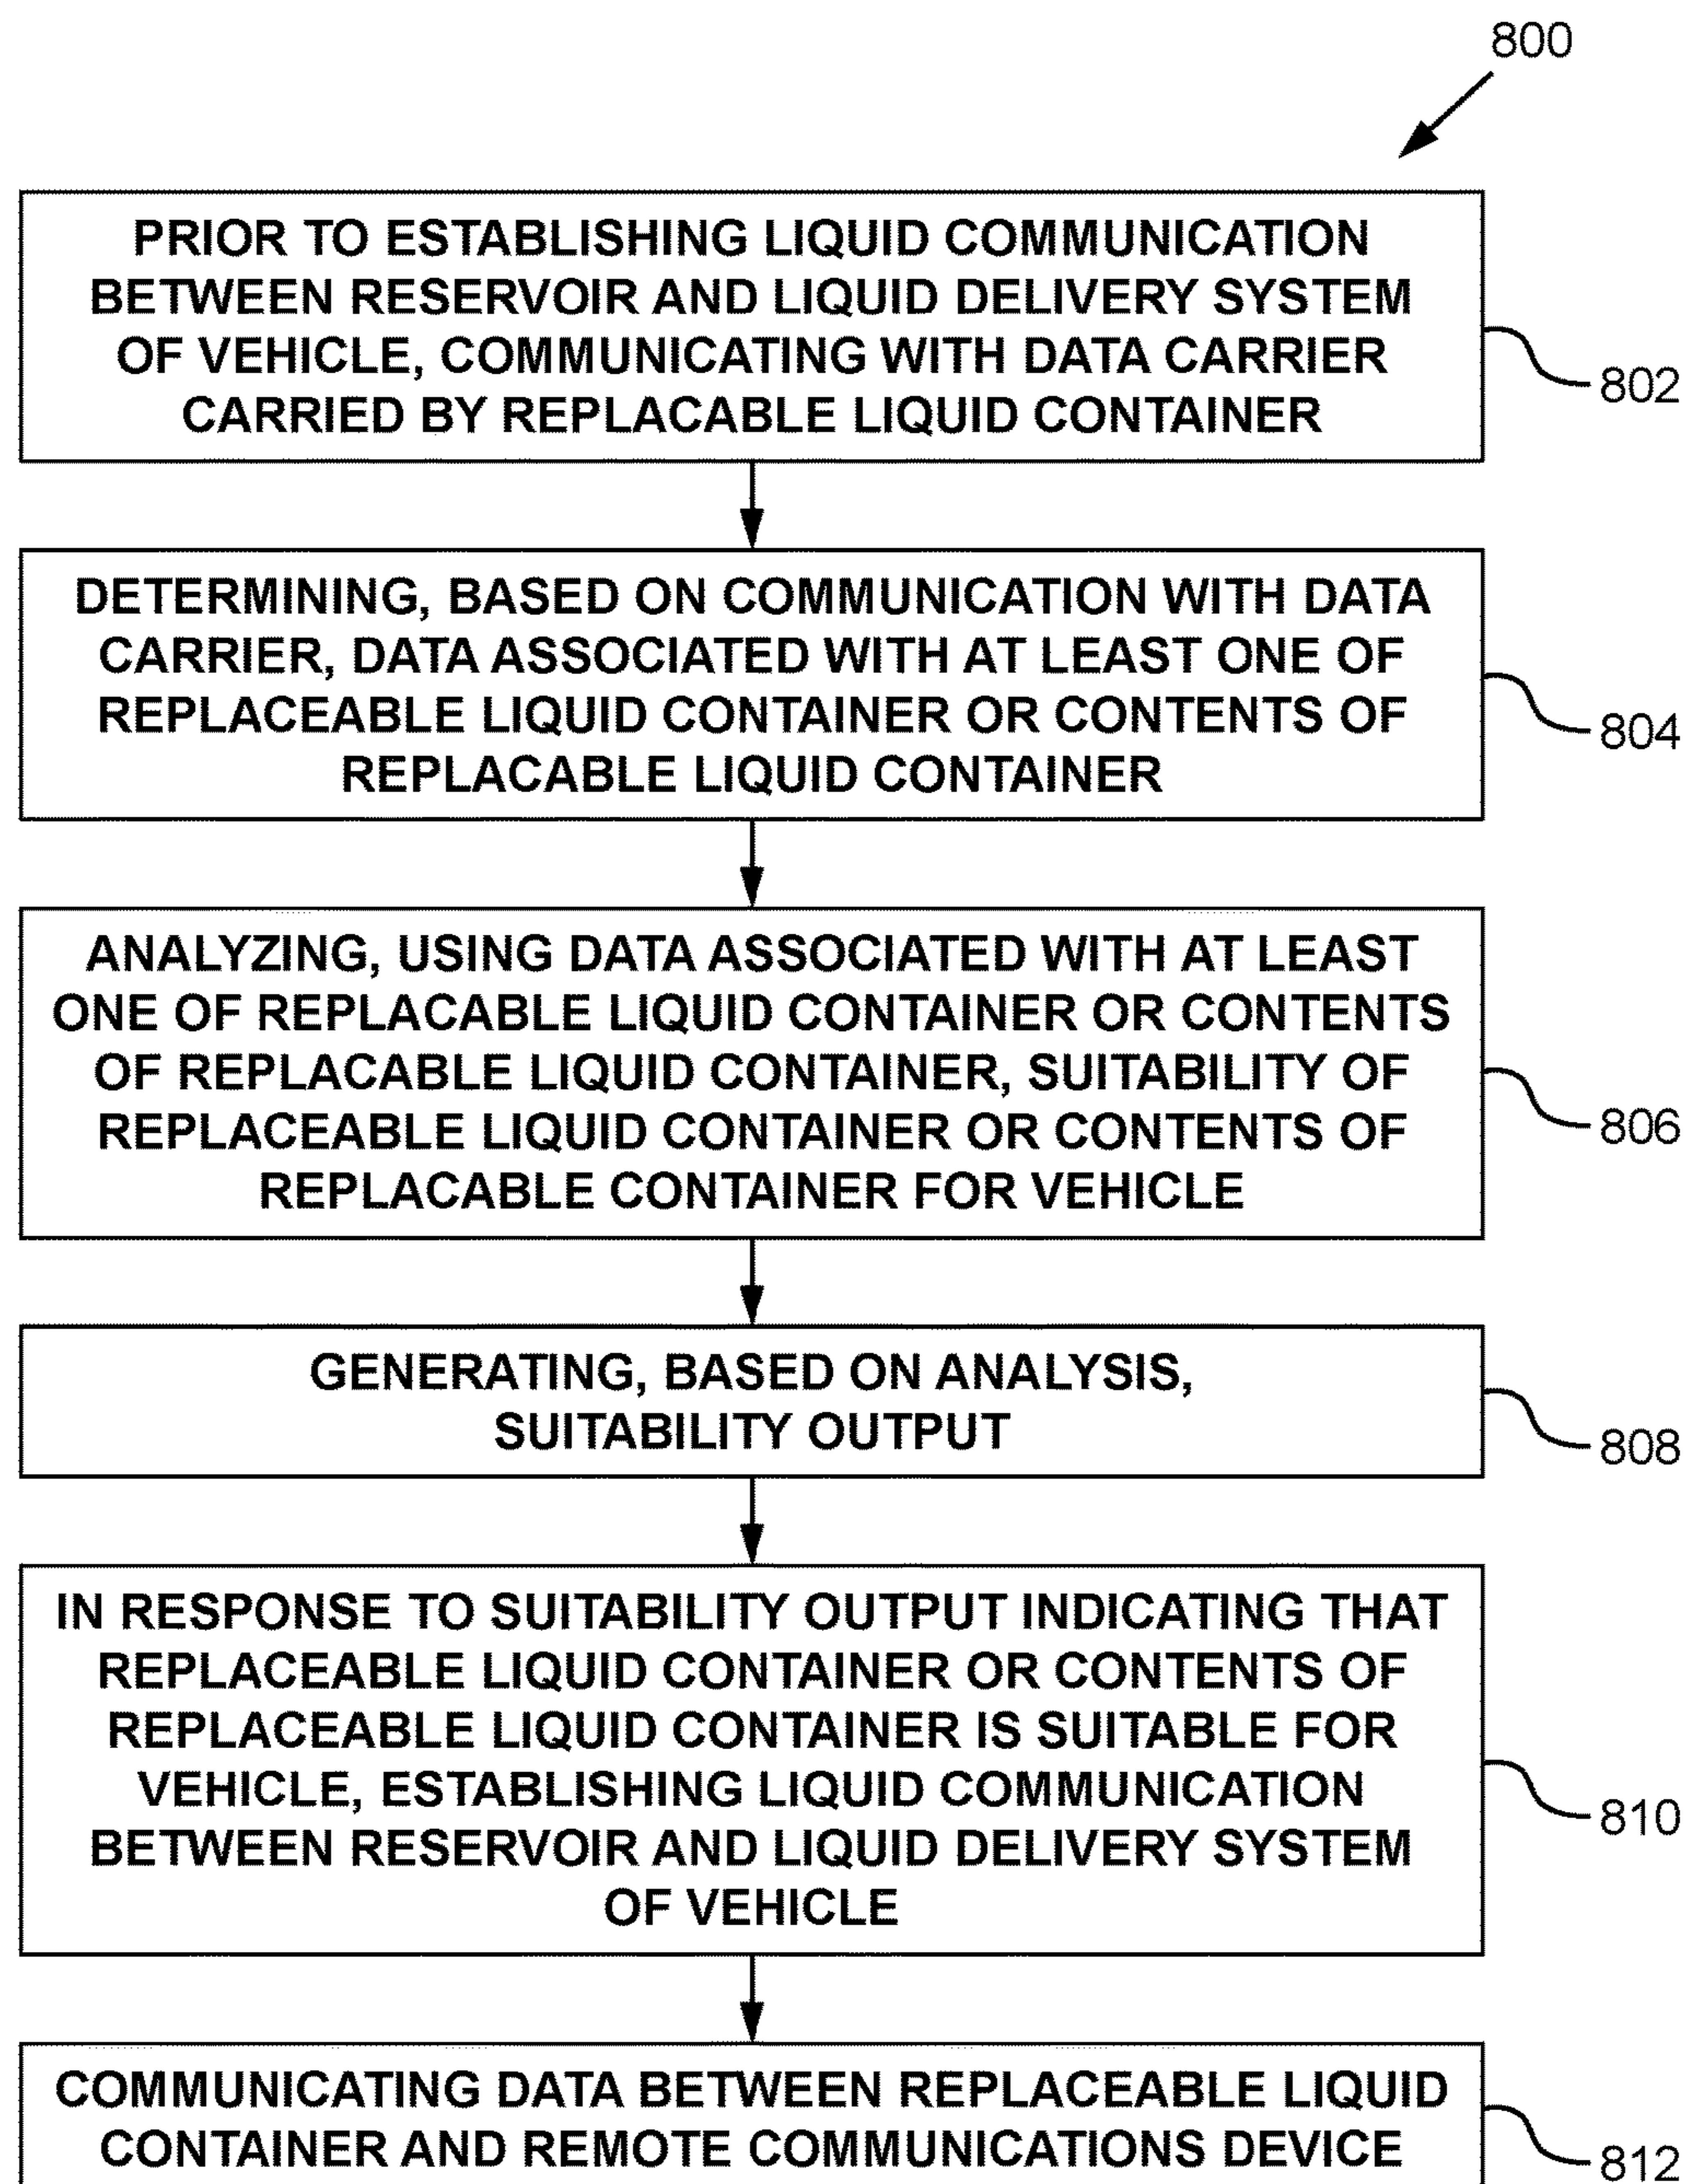 800
PRIOR TO ESTABLISHING LIQUID COMMUNICATION
BETWEEN RESERVOIR AND LIQUID DELIVERY SYSTEM
OF VEHICLE, COMMUNICATING WITH DATA CARRIER
CARRIED BY REPLACABLE LIQUID CONTAINER
802
DETERMINING, BASED ON COMMUNICATION WITH DATA
CARRIER, DATA ASSOCIATED WITH AT LEAST ONE OF
REPLACEABLE LIQUID CONTAINER OR CONTENTS OF
REPLACABLE LIQUID CONTAINER
804
ANALYZING, USING DATA ASSOCIATED WITH AT LEAST
ONE OF REPLACABLE LIQUID CONTAINER OR CONTENTS
OF REPLACABLE LIQUID CONTAINER, SUITABILITY OF
REPLACEABLE LIQUID CONTAINER OR CONTENTS OF
REPLACABLE CONTAINER FOR VEHICLE
806
GENERATING, BASED ON ANALYSIS,
SUITABILITY OUTPUT
808
IN RESPONSE TO SUITABILITY OUTPUT INDICATING THAT
REPLACEABLE LIQUID CONTAINER OR CONTENTS OF
REPLACEABLE LIQUID CONTAINER IS SUITABLE FOR
VEHICLE, ESTABLISHING LIQUID COMMUNICATION
BETWEEN RESERVOIR AND LIQUID DELIVERY SYSTEM
OF VEHICLE
810
COMMUNICATING DATA BETWEEN REPLACEABLE LIQUID
CONTAINER AND REMOTE COMMUNICATIONS DEVICE
812